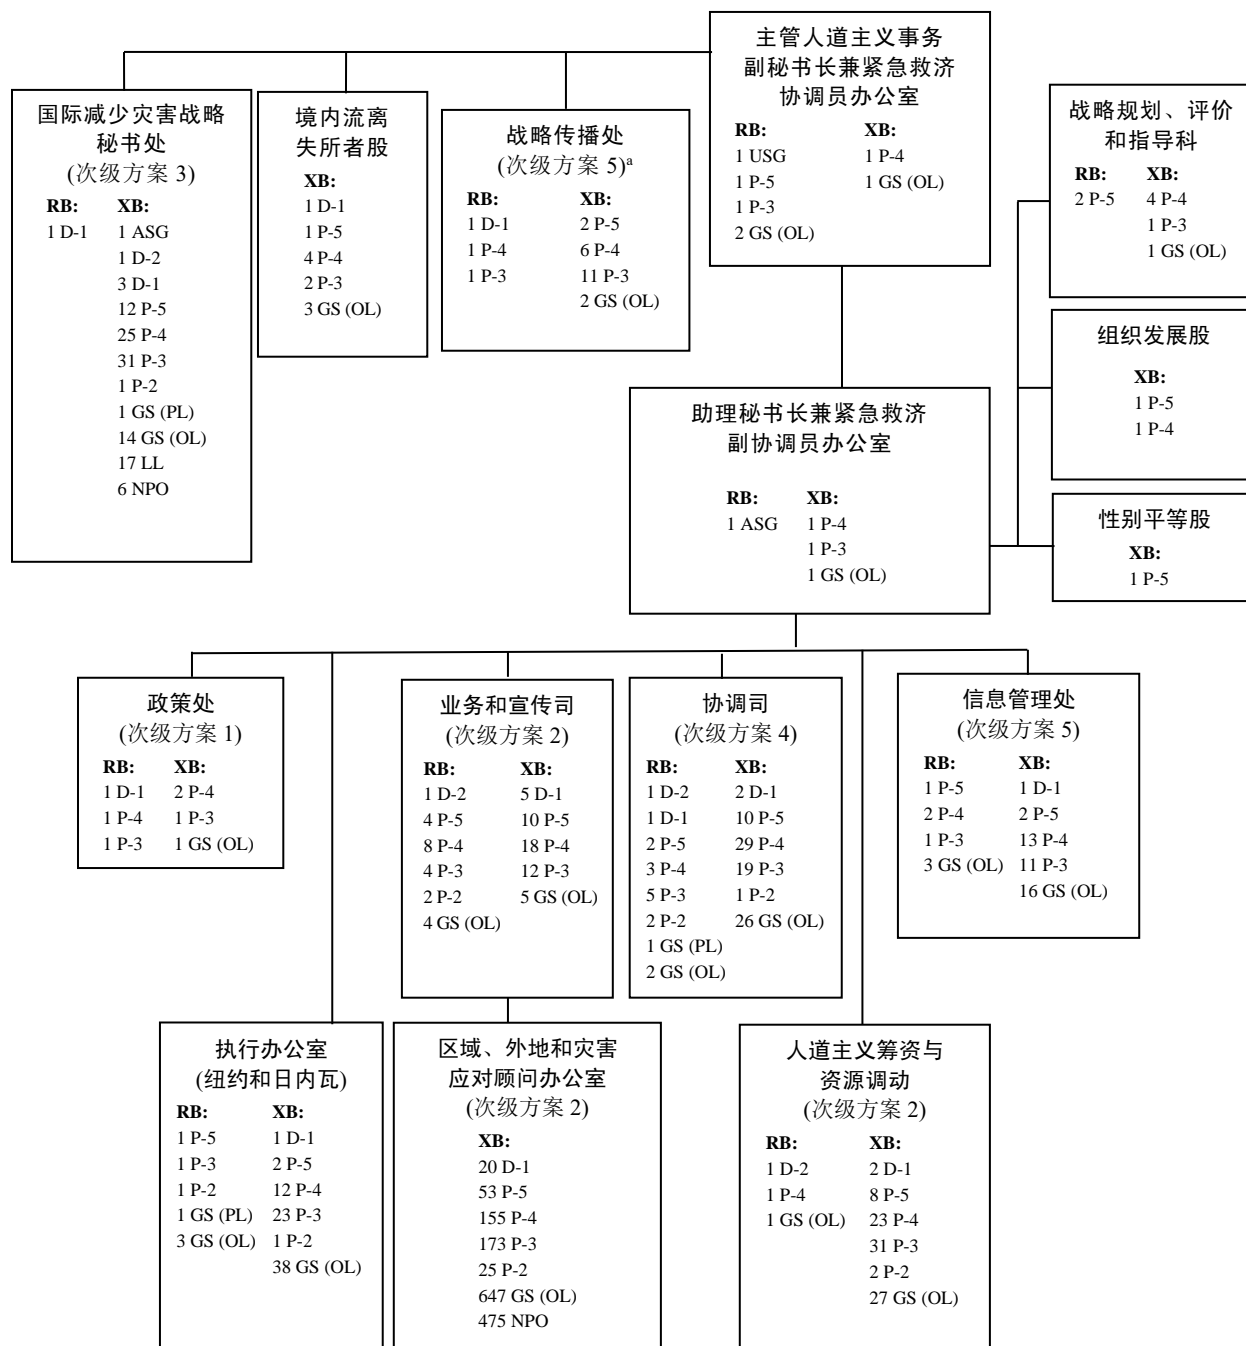 主管人道主义事务
副秘书长兼紧急救济
协调员办公室
RB: XB:
1 USG 1 P-4
1 P-5 1 GS (OL)
1 P-3
2 GS (OL)
国际减少灾害战略
秘书处
(次级方案 3)
RB: XB:
1 D-1 1 ASG
1 D-2
3 D-1
12 P-5
25 P-4
31 P-3
1 P-2
1 GS (PL)
14 GS (OL)
17 LL
6 NPO
境内流离
失所者股
XB:
1 D-1
1 P-5
4 P-4
2 P-3
3 GS (OL)
战略传播处
(次级方案 5)a
RB: XB:
1 D-1 2 P-5
1 P-4 6 P-4
1 P-3 11 P-3
2 GS (OL)
战略规划、评价
和指导科
RB: XB:
2 P-5 4 P-4
1 P-3
1 GS (OL)
组织发展股
XB:
1 P-5
1 P-4
性别平等股
XB:
1 P-5
助理秘书长兼紧急救济
副协调员办公室
RB: XB:
1 ASG 1 P-4
1 P-3
1 GS (OL)
政策处
(次级方案 1)
RB: XB:
1 D-1 2 P-4
1 P-4 1 P-3
1 P-3 1 GS (OL)
业务和宣传司
(次级方案 2)
RB: XB:
1 D-2 5 D-1
4 P-5 10 P-5
8 P-4 18 P-4
4 P-3 12 P-3
2 P-2 5 GS (OL)
4 GS (OL)
协调司
(次级方案 4)
RB: XB:
1 D-2 2 D-1
1 D-1 10 P-5
2 P-5 29 P-4
3 P-4 19 P-3
5 P-3 1 P-2
2 P-2 26 GS (OL)
1 GS (PL)
2 GS (OL)
信息管理处
(次级方案 5)
RB: XB:
1 P-5 1 D-1
2 P-4 2 P-5
1 P-3 13 P-4
3 GS (OL) 11 P-3
16 GS (OL)
执行办公室
(纽约和日内瓦)
RB: XB:
1 P-5 1 D-1
1 P-3 2 P-5
1 P-2 12 P-4
1 GS (PL) 23 P-3
3 GS (OL) 1 P-2
38 GS (OL)
区域、外地和灾害
应对顾问办公室
(次级方案 2)
XB:
20 D-1
53 P-5
155 P-4
173 P-3
25 P-2
647 GS (OL)
475 NPO
人道主义筹资与
资源调动
(次级方案 2)
RB: XB:
1 D-2 2 D-1
1 P-4 8 P-5
1 GS (OL) 23 P-4
31 P-3
2 P-2
27 GS (OL)